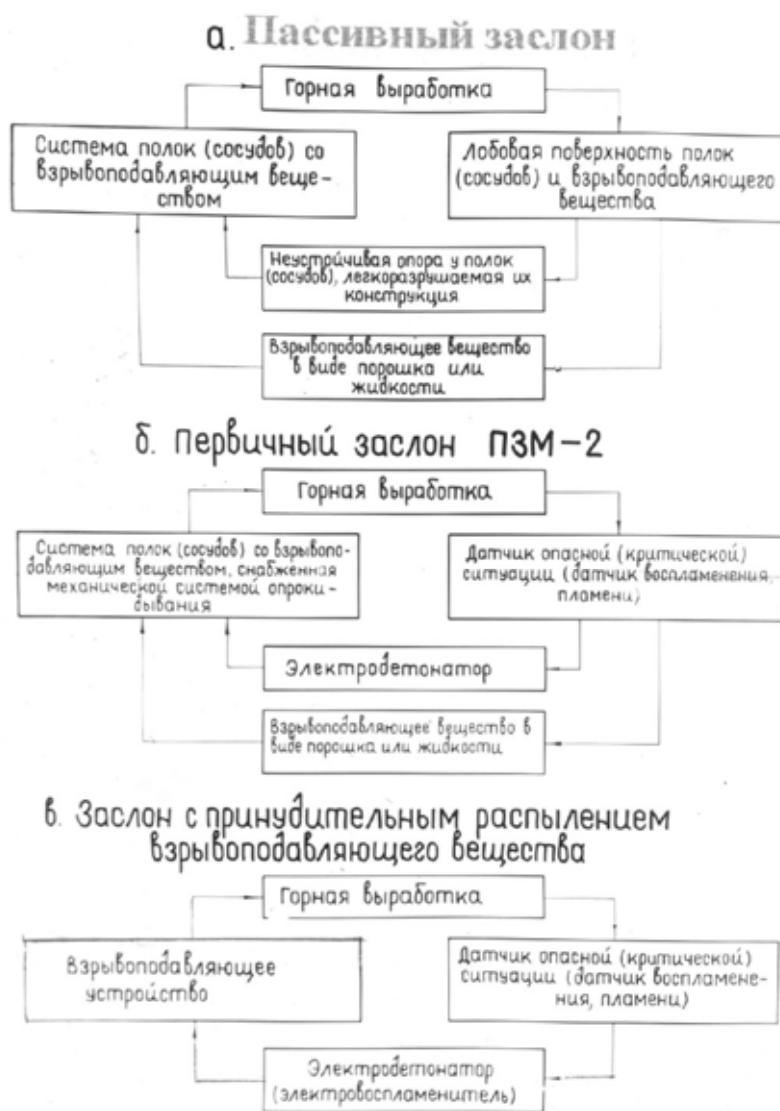 а. Пассивный заслон
Горная выработка
Система полок (сосудов) со
взрывоподавляющим веще-
ством
Лобовая поверхность полок
(сосудов) и взрывоподавляющего
вещества
Неустойчивая опора у полок
(сосудов), легкоразрушаемая их
конструкция
Взрывоподавляющее вещество
в виде порошка или
жидкости
б. Первичный заслон ПЗМ-2
Горная выработка
Система полок (сосудов) со взрывопо-
давляющим веществом, снабженная
механической системой опроки-
дывания
Датчик опасной (критической)
ситуации (датчик воспламенения,
пламени)
Электродетонатор
Взрывоподавляющее вещество в
виде порошка или жидкости
в. Заслон с принудительным распылением
взрывоподавляющего вещества
Горная выработка
Взрывоподавляющее
устройство
Датчик опасной (критической)
ситуации (датчик воспламене-
ния, пламени)
Электродетонатор
(электровоспламенитель)